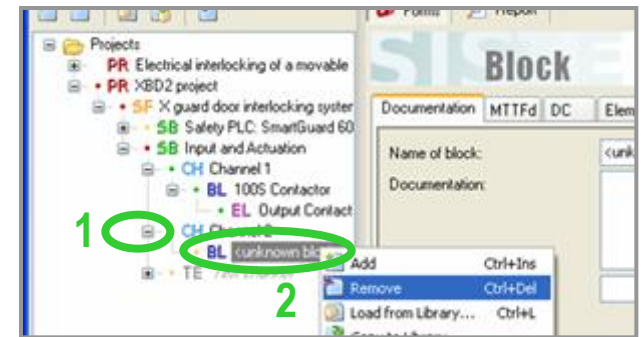 Forms Report
Projects
PR Electrical interlocking of a movable
PR XBD2 project
SF X guard door interlocking syster
SB Safety PLC: SmartGuard 60
SB Input and Actuation
CH Channel 1
BL 100S Contactor
EL Output Contact
1
CH Channel 2
BL <unknown blo
TE
2
SISTE
Block
Documentation MTTFd DC Elem
Name of block: <unk
Documentation:
Add Ctrl+Ins
Remove Ctrl+Del
Load from Library... Ctrl+L